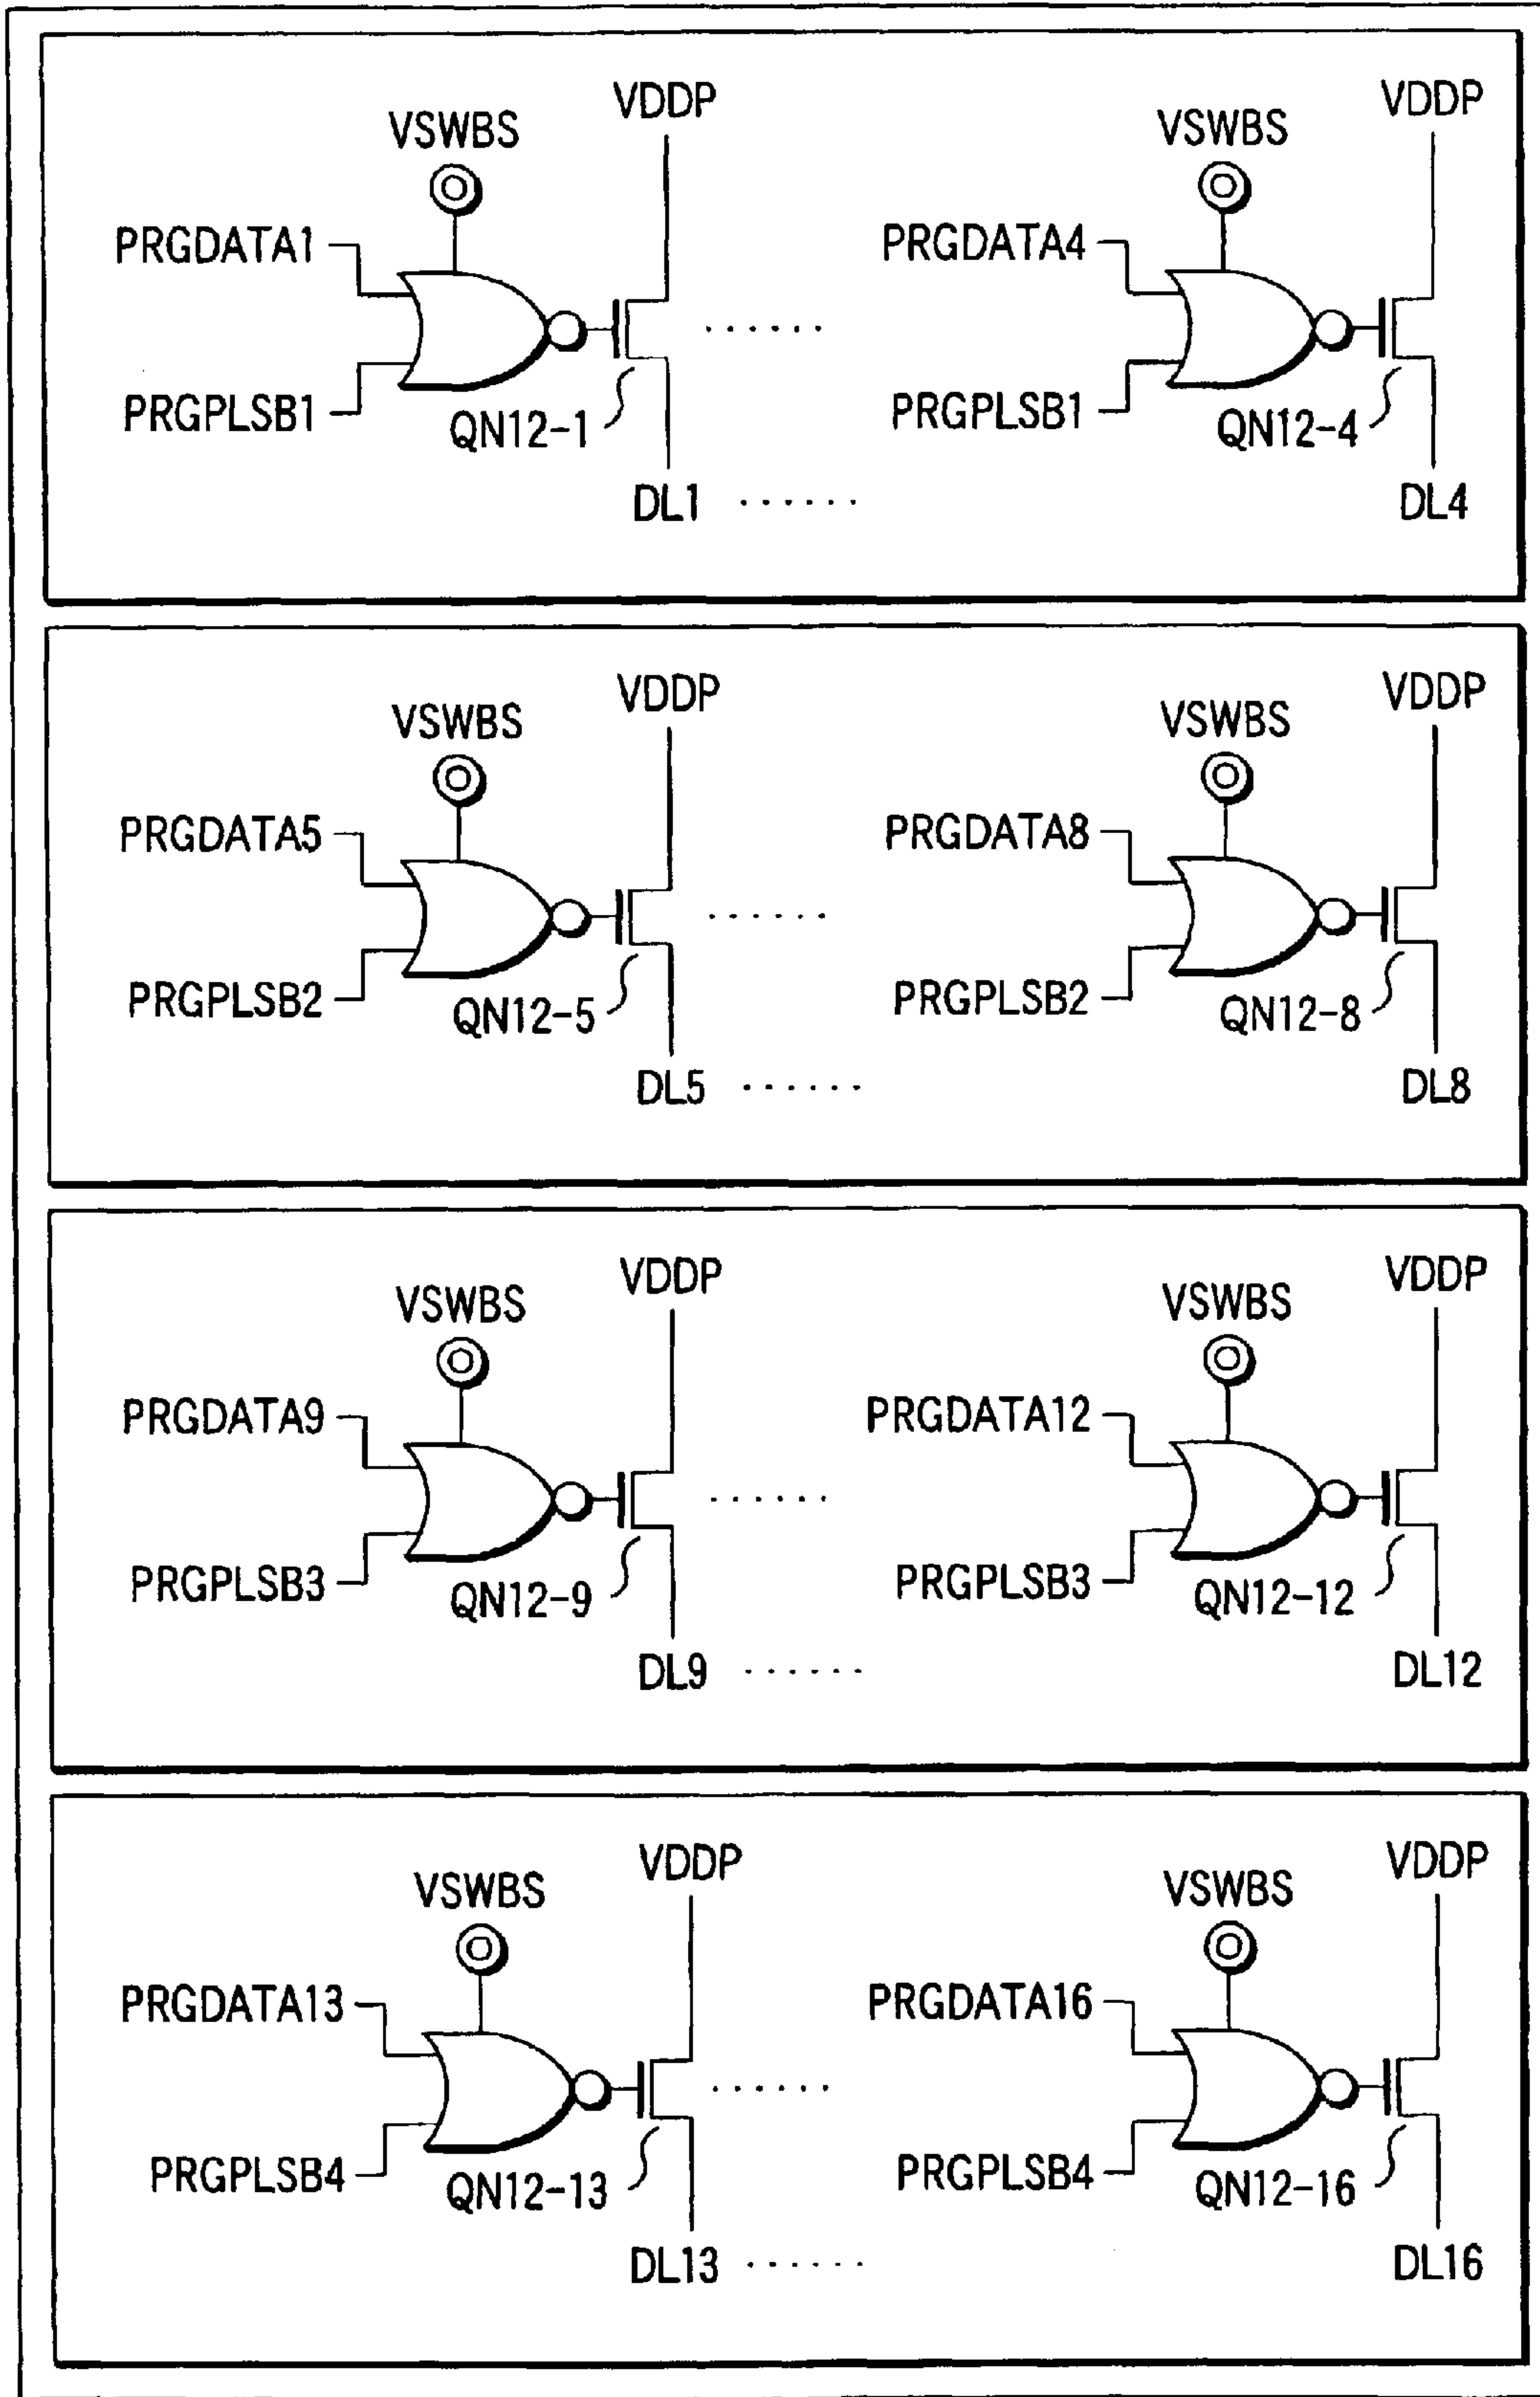 VDDP VDDP
VSWBS VSWBS
PRGDATA1 PRGDATA4
......
PRGPLSB1 QN12-1 PRGPLSB1 QN12-4
DL1 ...... DL4
VDDP VDDP
VSWBS VSWBS
PRGDATA5 PRGDATA8
......
PRGPLSB2 QN12-5 PRGPLSB2 QN12-8
DL5 ...... DL8
VDDP VDDP
VSWBS VSWBS
PRGDATA9 PRGDATA12
......
PRGPLSB3 QN12-9 PRGPLSB3 QN12-12
DL9 ...... DL12
VDDP VDDP
VSWBS VSWBS
PRGDATA13 PRGDATA16
......
PRGPLSB4 QN12-13 PRGPLSB4 QN12-16
DL13 ...... DL16